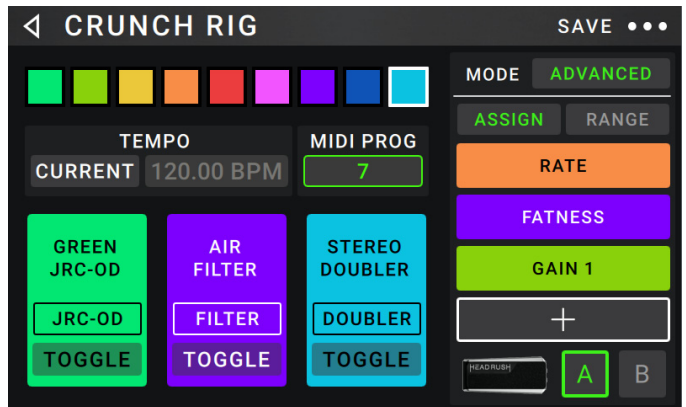 CRUNCH RIG
SAVE
MODE ADVANCED
ASSIGN RANGE
TEMPO
MIDI PROG
CURRENT 120.00 BPM
7
RATE
FATNESS
GAIN 1
GREEN
JRC-OD
AIR
FILTER
STEREO
DOUBLER
JRC-OD
FILTER
DOUBLER
TOGGLE
TOGGLE
TOGGLE
+
HEADRUSH
A
B